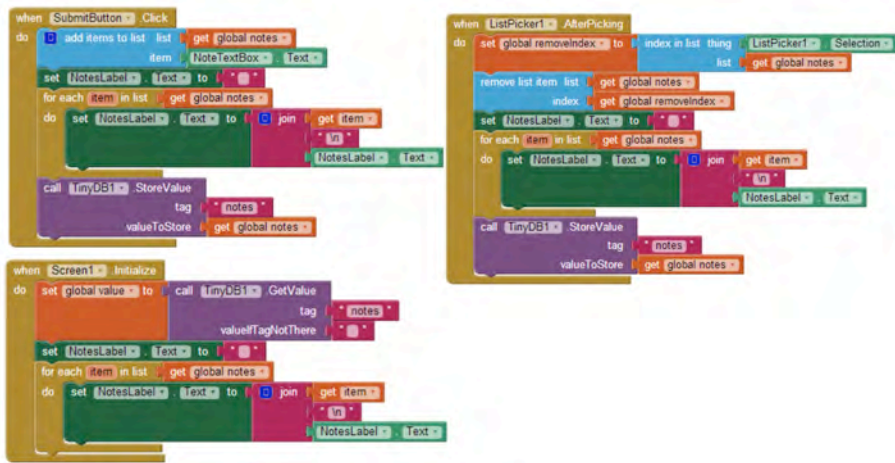 when SubmitButton .Click
do add items to list list get global notes
item NoteTextBox . Text
set NotesLabel . Text to " "
for each item in list get global notes
do set NotesLabel . Text to join get item
" \n "
NotesLabel . Text
call TinyDB1 .StoreValue
tag " notes "
valueToStore get global notes
when Screen1 .Initialize
do set global value to call TinyDB1 .GetValue
tag " notes "
valueIfTagNotThere " "
set NotesLabel . Text to " "
for each item in list get global notes
do set NotesLabel . Text to join get item
" \n "
NotesLabel . Text
when ListPicker1 .AfterPicking
do set global removeIndex to index in list thing ListPicker1 . Selection
list get global notes
remove list item list get global notes
index get global removeIndex
set NotesLabel . Text to " "
for each item in list get global notes
do set NotesLabel . Text to join get item
" \n "
NotesLabel . Text
call TinyDB1 .StoreValue
tag " notes "
valueToStore get global notes